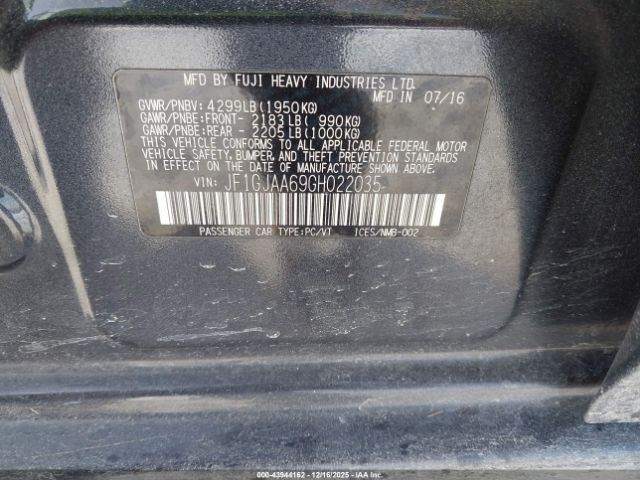 MFD BY FUJI HEAVY INDUSTRIES LTD.
MFD IN 07/16
GVWR/PNBV: 4299LB(1950KG)
GAWR/PNBE:FRONT- 2183LB( 990KG)
GAWR/PNBE:REAR - 2205LB(1000KG)
THIS VEHICLE CONFORMS TO ALL APPLICABLE FEDERAL MOTOR
VEHICLE SAFETY, BUMPER, AND THEFT PREVENTION STANDARDS
IN EFFECT ON THE DATE OF MANUFACTURE SHOWN ABOVE.
VIN: JF1GJAA69GH022035
PASSENGER CAR TYPE:PC/VT ICES/NMB-002
00-43944162 - 12/16/2025 - IAAI.COM